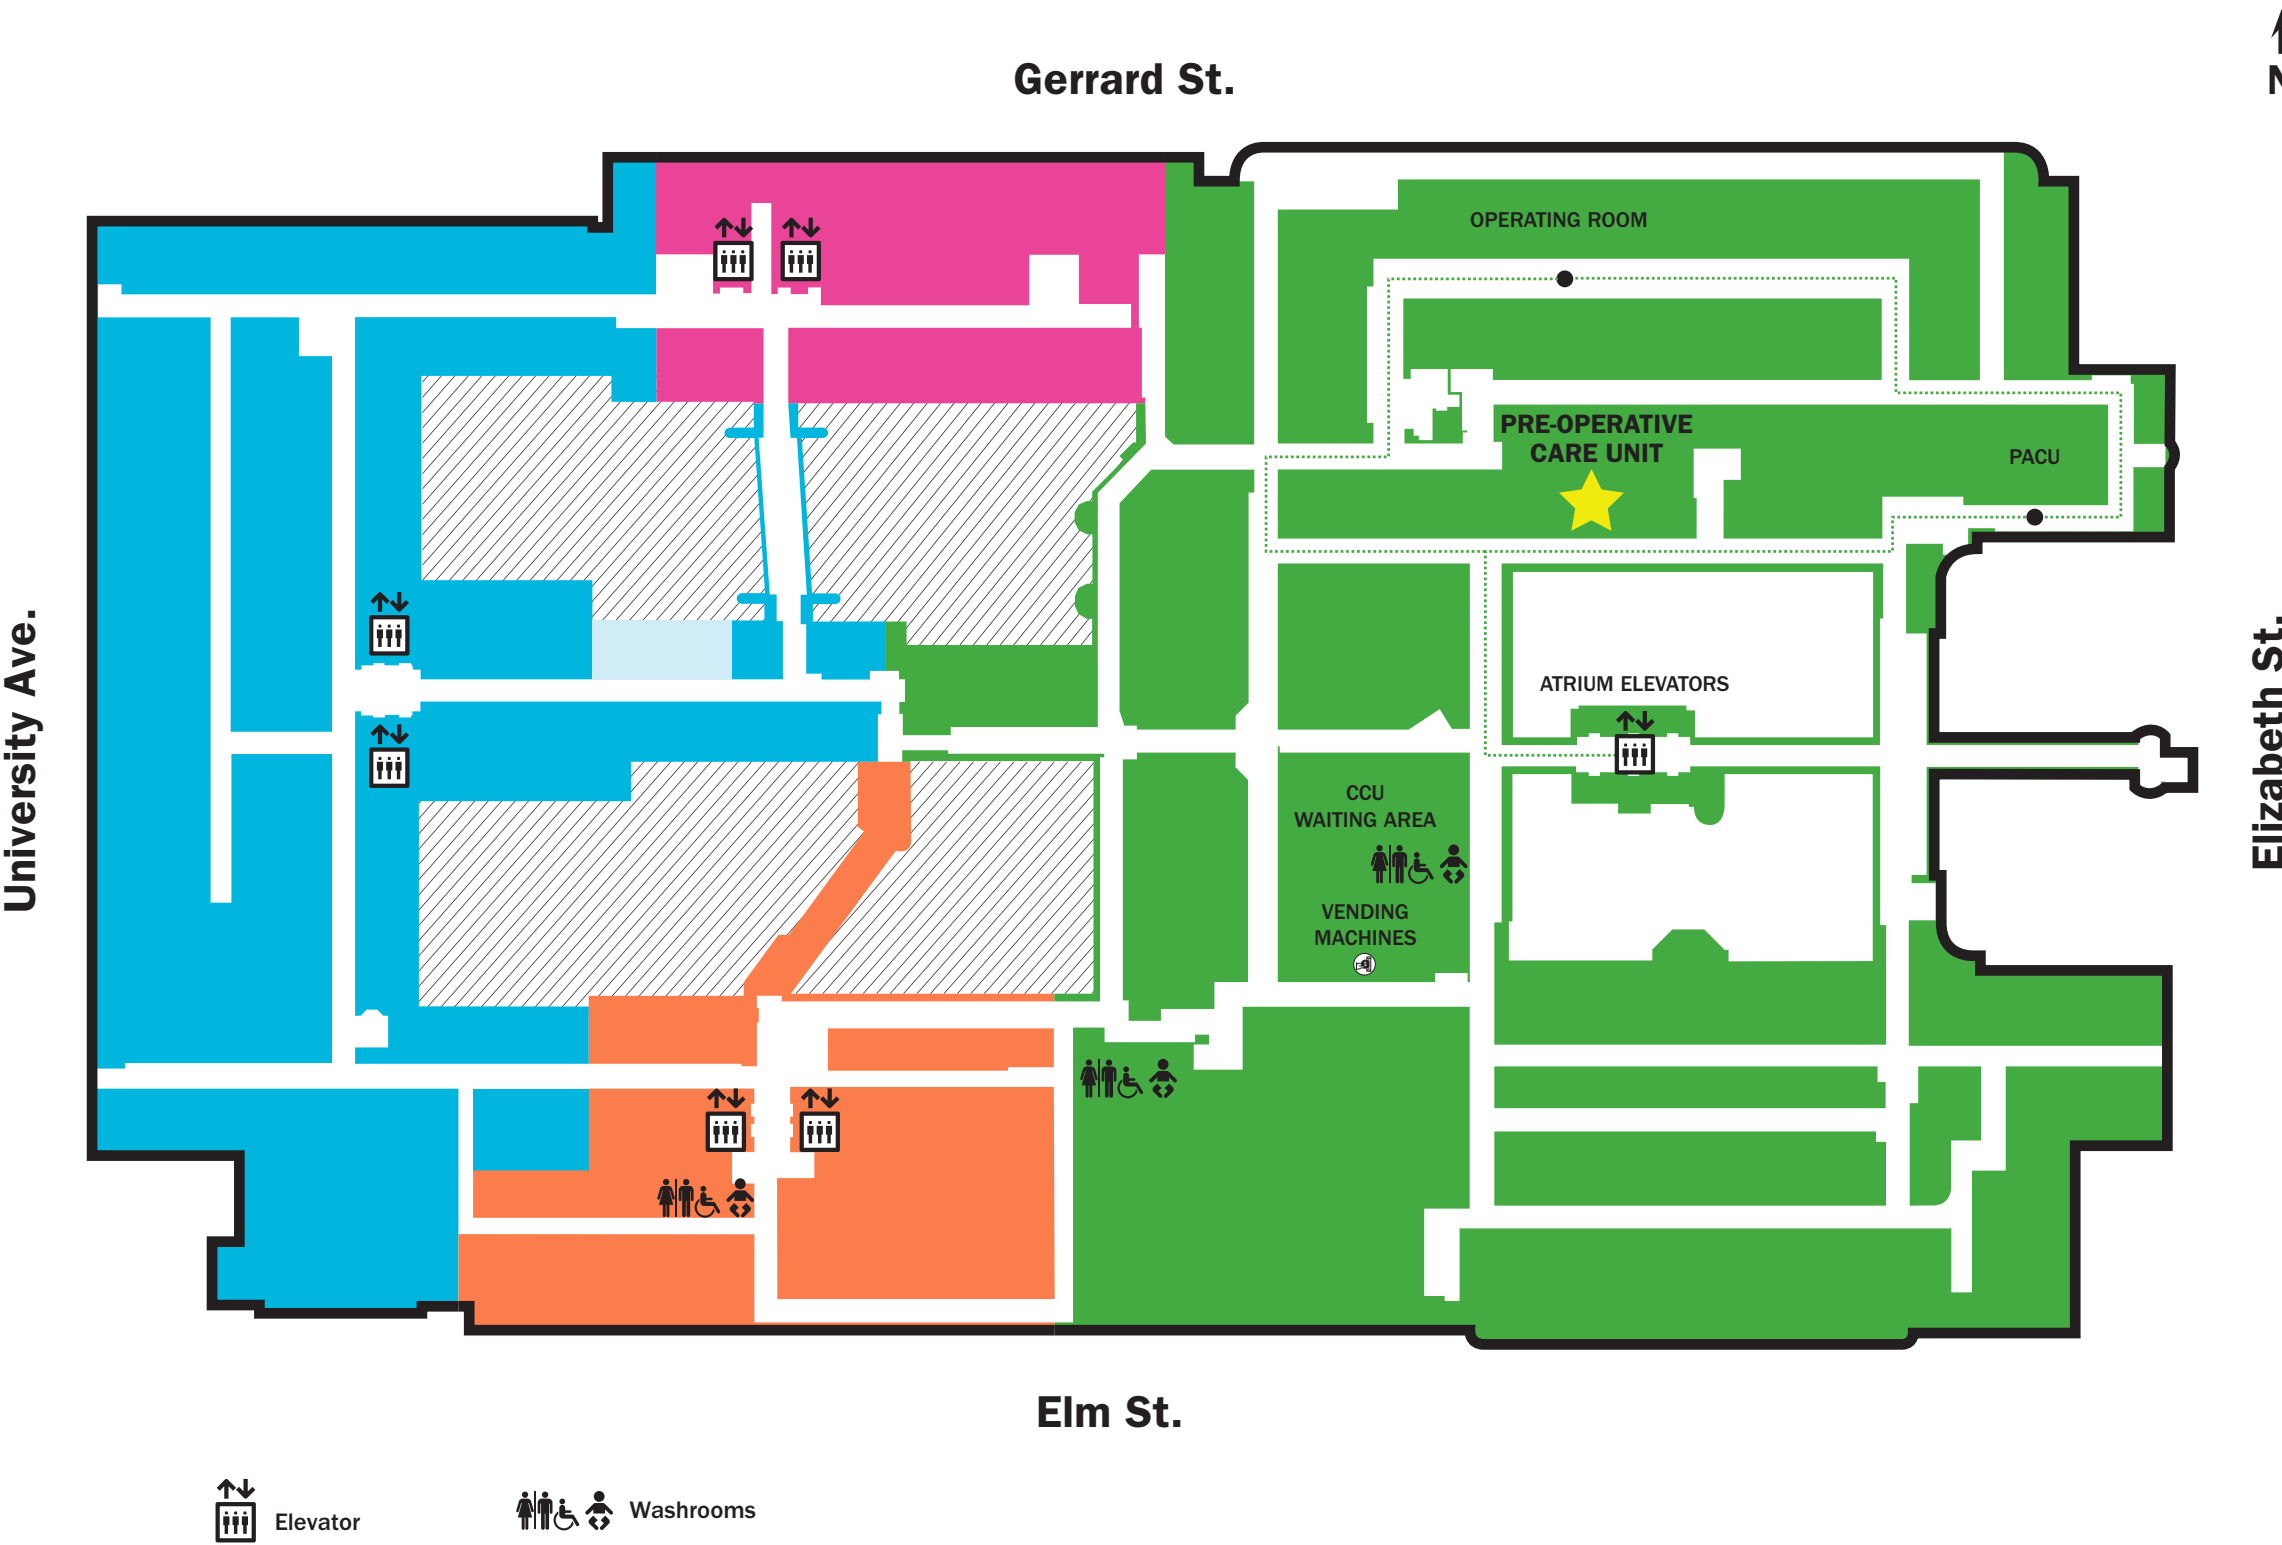 Gerrard St.
N
OPERATING ROOM
PRE-OPERATIVE
CARE UNIT
PACU
University Ave.
Elizabeth St.
ATRIUM ELEVATORS
CCU
WAITING AREA
VENDING
MACHINES
Elm St.
Elevator
Washrooms